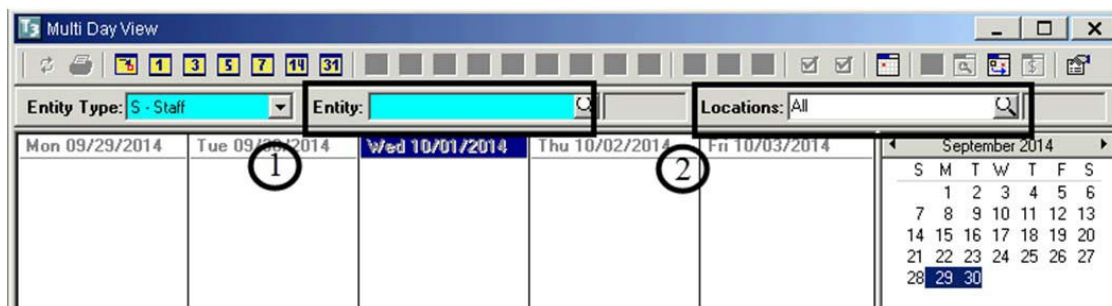 T3 Multi Day View
1 3 5 7 14 31
Entity Type: S - Staff Entity: Locations: All
Mon 09/29/2014 Tue 09/30/2014 Wed 10/01/2014 Thu 10/02/2014 Fri 10/03/2014 September 2014
1 2
S M T W T F S
1 2 3 4 5 6
7 8 9 10 11 12 13
14 15 16 17 18 19 20
21 22 23 24 25 26 27
28 29 30